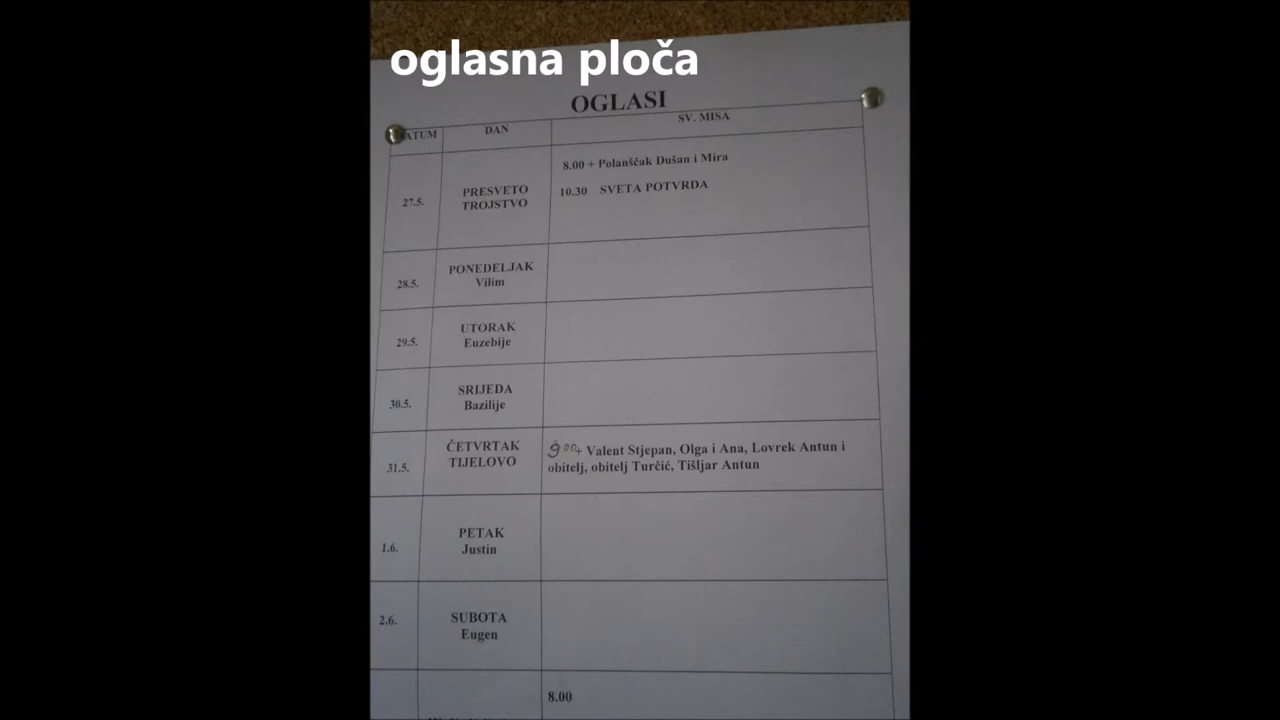 oglasna ploča
OGLASI
DAN
SV. MISA
27.5.
PRESVETO
TROJSTVO
8.00 + Polanščak Dušan i Mira
10.30 SVETA POTVRDA
28.5.
PONEDELJAK
Vilim
29.5.
UTORAK
Euzebije
30.5.
SRIJEDA
Bazilije
31.5.
ČETVRTAK
TIJELOVO
9 00 + Valent Stjepan, Olga i Ana, Lovrek Antun i
obitelj, obitelj Turčić, Tišljar Antun
1.6.
PETAK
Justin
2.6.
SUBOTA
Eugen
8.00